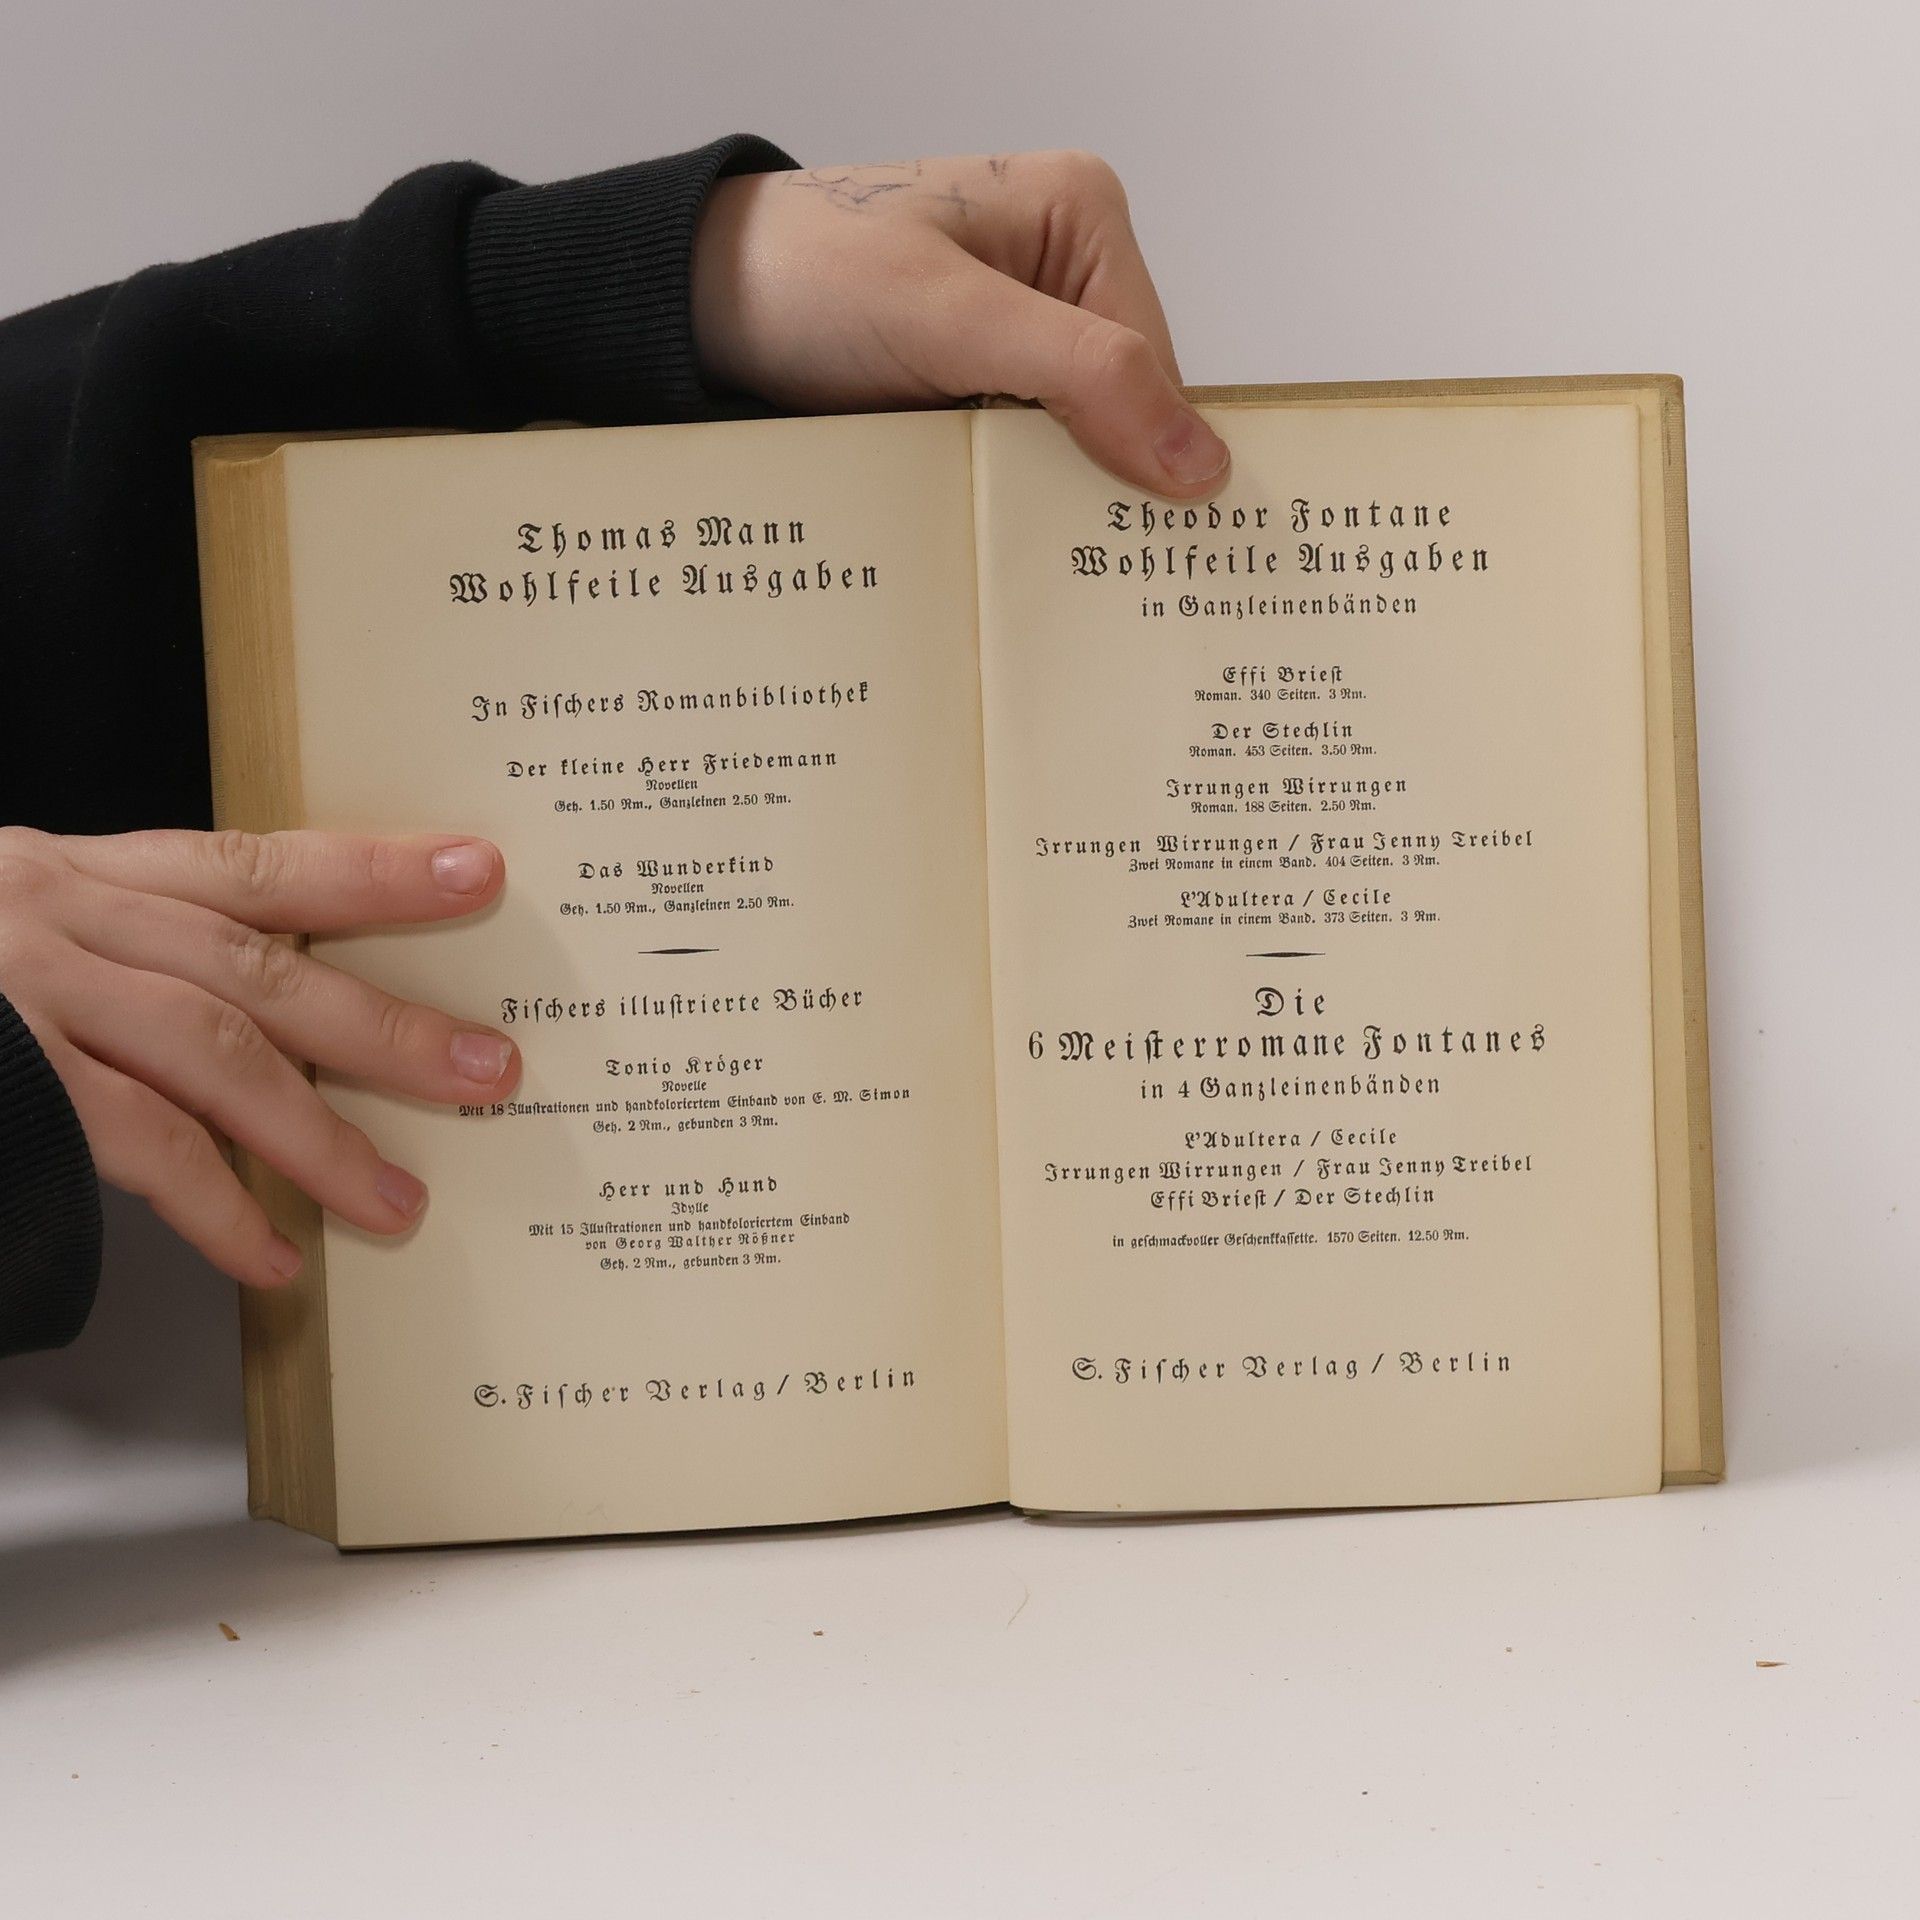 Thomas Mann
Wohlfeile Ausgaben
In Fischers Romanbibliothek
Der kleine Herr Friedemann
Novellen
Geh. 1.50 Rm., Ganzleinen 2.50 Rm.
Das Wunderkind
Novellen
Geh. 1.50 Rm., Ganzleinen 2.50 Rm.
Fischers illustrierte Bücher
Tonio Kröger
Novelle
Mit 18 Illustrationen und handkoloriertem Einband von E. M. Simon
Geh. 2 Rm., gebunden 3 Rm.
Herr und Hund
Idylle
Mit 15 Illustrationen und handkoloriertem Einband
von Georg Walther Rößner
Geh. 2 Rm., gebunden 3 Rm.
S. Fischer Verlag / Berlin
Theodor Fontane
Wohlfeile Ausgaben
in Ganzleinenbänden
Effi Briest
Roman. 340 Seiten. 3 Rm.
Der Stechlin
Roman. 453 Seiten. 3.50 Rm.
Irrungen Wirrungen
Roman. 188 Seiten. 2.50 Rm.
Irrungen Wirrungen / Frau Jenny Treibel
Zwei Romane in einem Band. 404 Seiten. 3 Rm.
L'Adultera / Cecile
Zwei Romane in einem Band. 373 Seiten. 3 Rm.
Die
6 Meisterromane Fontanes
in 4 Ganzleinenbänden
L'Adultera / Cecile
Irrungen Wirrungen / Frau Jenny Treibel
Effi Briest / Der Stechlin
in geschmackvoller Geschenkkassette. 1570 Seiten. 12.50 Rm.
S. Fischer Verlag / Berlin